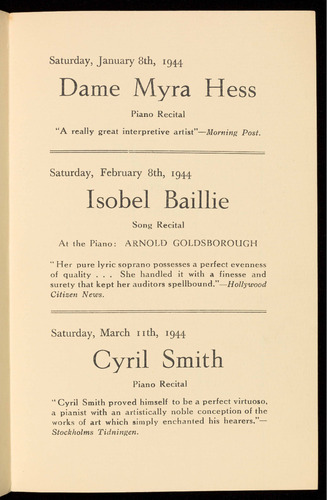 Saturday, January 8th, 1944
Dame Myra Hess
Piano Recital
"A really great interpretive artist"—Morning Post.
Saturday, February 8th, 1944
Isobel Baillie
Song Recital
At the Piano: ARNOLD GOLDSBOROUGH
"Her pure lyric soprano possesses a perfect evenness
of quality . . . She handled it with a finesse and
surety that kept her auditors spellbound."—Hollywood
Citizen News.
Saturday, March 11th, 1944
Cyril Smith
Piano Recital
"Cyril Smith proved himself to be a perfect virtuoso,
a pianist with an artistically noble conception of the
works of art which simply enchanted his hearers."—
Stockholms Tidningen.